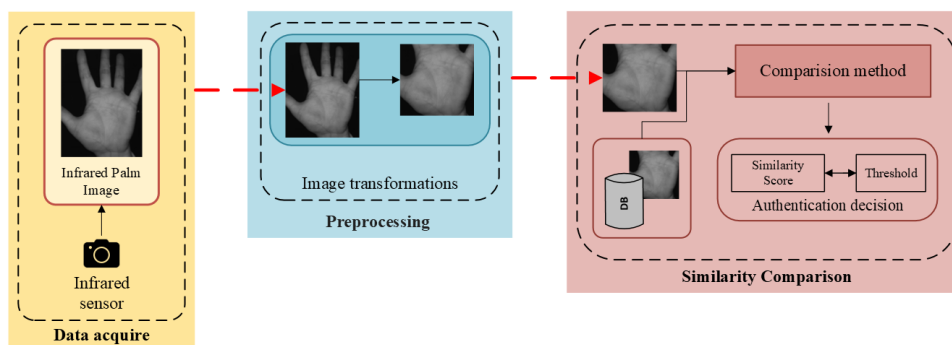 Infrared Palm
Image
Infrared
sensor
Data acquire
Image transformations
Preprocessing
Comparision method
DB
Similarity
Score
Threshold
Authentication decision
Similarity Comparison